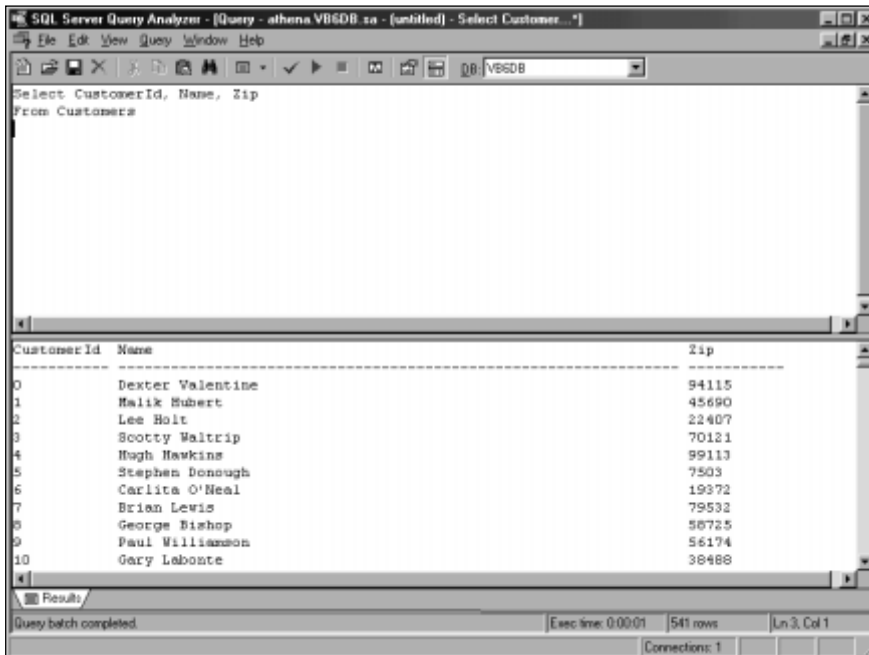 SQL Server Query Analyzer - [Query - athena.VB6DB.sa - (untitled) - Select Customer...*]
File Edit View Query Window Help
DB: VB6DB
Select CustomerId, Name, Zip
From Customers
CustomerId Name Zip
----------- ---------------------------------------------------------------- -----------
0 Dexter Valentine 94115
1 Malik Hubert 45690
2 Lee Holt 22407
3 Scotty Waltrip 70121
4 Hugh Hawkins 99113
5 Stephen Donough 7503
6 Carlita O'Neal 19372
7 Brian Lewis 79532
8 George Bishop 58725
9 Paul Williamson 56174
10 Gary Labonte 38488
Results
Query batch completed. Exec time: 0:00:01 541 rows Ln 3, Col 1
Connections: 1